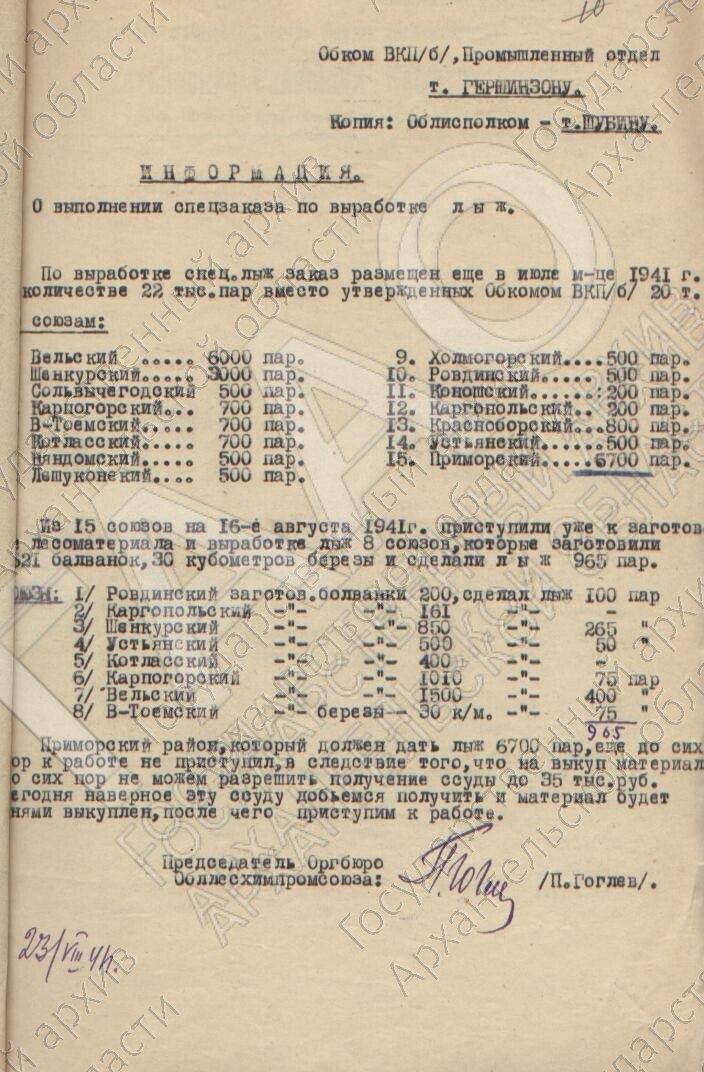 10
Обком ВКП/б/,Промышленный отдел
т. ГЕРШИНЗОНУ.
Копия: Облисполком - т.ШУБИНУ.
И Н Ф О Р М А Ц И Я.
О выполнении спецзаказа по выработке л ы ж.
По выработке спец.лыж заказ размещен еще в июле м-це 1941 г.
количестве 22 тыс.пар вместо утвержденных Обкомом ВКП/б/ 20 т.
союзам:
Вельский ..... 6000 пар. 9. Холмогорский....500 пар.
Шенкурский..... 3000 пар. 10. Ровдинский..... 500 пар.
Сольвычегодский 500 пар. 11. Коношский......:200 пар.
Карпогорский... 700 пар. 12. Каргопольский.. 200 пар.
В-Тоемский..... 700 пар. 13. Красноборский...800 пар.
Котласский..... 700 пар. 14. Устьянский.....500 пар.
Няндомский..... 500 пар. 15. Приморский.....6700 пар.
Лешуконский.... 500 пар.
Из 15 союзов на 16-е августа 1941г. приступили уже к заготов
лесоматериала и выработке лыж 8 союзов,которые заготовили
521 балванок,30 кубометров березы и сделали л ы ж 965 пар.
ОЮЗЫ: 1/ Ровдинский заготов.болванки 200,сделал лыж 100 пар
2/ Каргопольский -"- -"- 161 -"- -
3/ Шенкурский -"- -"- 850 -"- 265 "
4/ Устьянский -"- -"- 500 -"- 50 "
5/ Котласский -"- -"- 400 -"- -
6/ Карпогорский -"- -"- 1010 -"- 75 пар
7/ Вельский -"- -"- 1500 -"- 400 "
8/ В-Тоемский -"- березы-- 30 к/м. -"- 75 "
965
Приморский район,который должен дать лыж 6700 пар,еще до сих
ор к работе не приступил,в следствие того,что на выкуп материал
о сих пор не можем разрешить получение ссуды до 35 тыс.руб.
егодня наверное эту ссуду добьемся получить и материал будет
нями выкуплен,после чего приступим к работе.
Председатель Оргбюро
Облесхимпромсоюза: /П.Гоглев/.
23/VIII 41г.